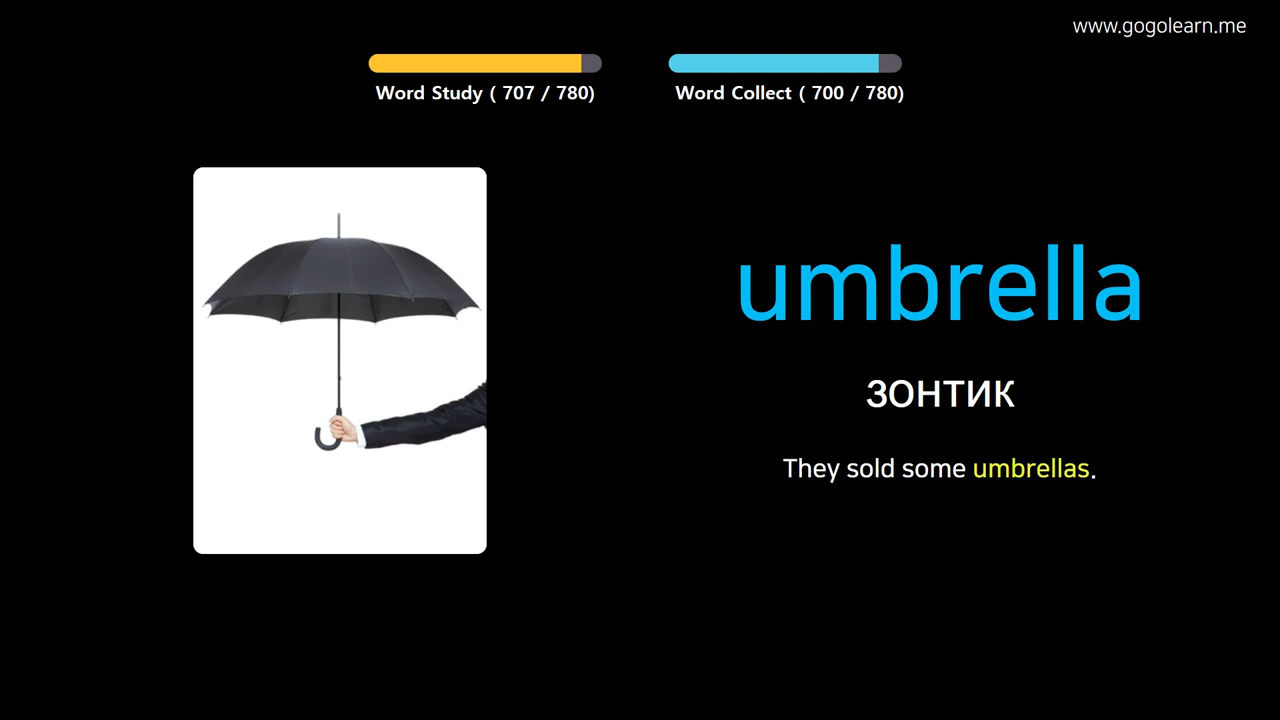 www.gogolearn.me
Word Study ( 707 / 780)
Word Collect ( 700 / 780)
umbrella
зонтик
They sold some umbrellas.